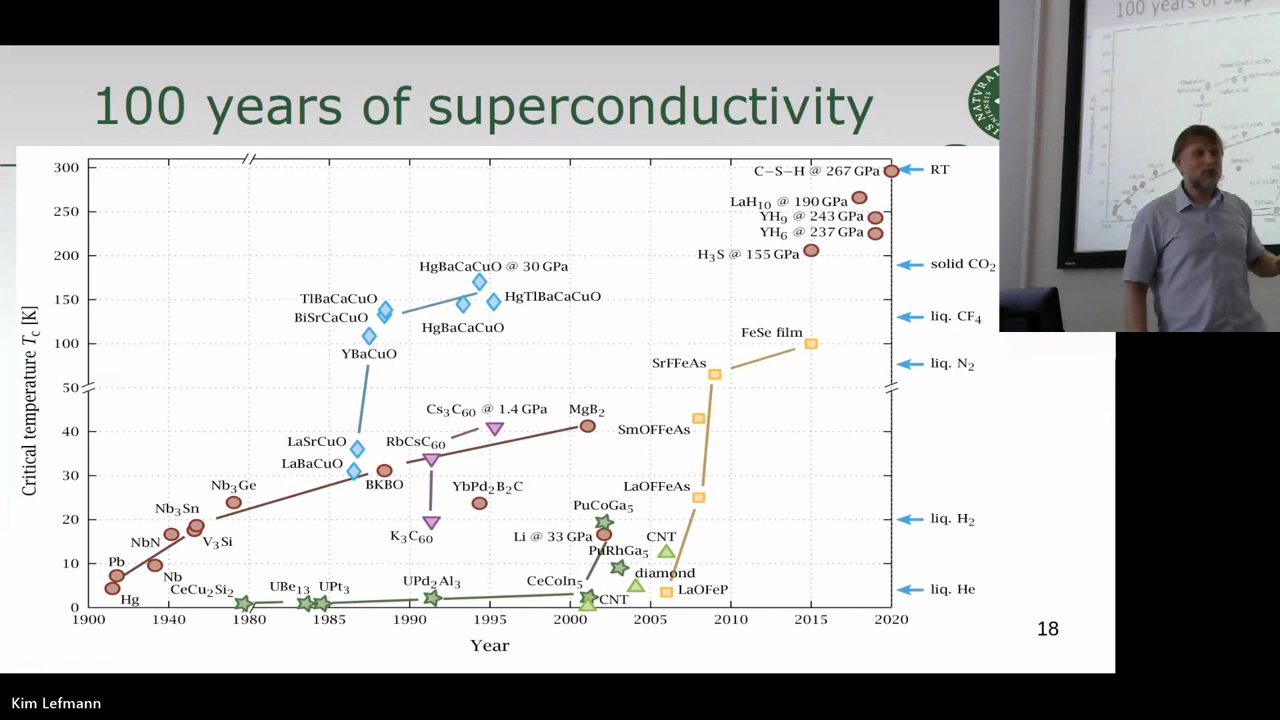 100 years of superconductivity
100 years of
300
250
200
150
100
50
40
30
20
10
0
Critical temperature Tc [K]
1900
1940
1980
1985
1990
1995
2000
2005
2010
2015
2020
Year
C−S−H @ 267 GPa
RT
LaH10 @ 190 GPa
YH9 @ 243 GPa
YH6 @ 237 GPa
H3S @ 155 GPa
solid CO2
HgBaCaCuO @ 30 GPa
TlBaCaCuO
HgTlBaCaCuO
BiSrCaCuO
HgBaCaCuO
liq. CF4
FeSe film
YBaCuO
SrFFeAs
liq. N2
Cs3C60 @ 1.4 GPa
MgB2
SmOFFeAs
LaSrCuO
RbCsC60
LaBaCuO
BKBO
Nb3Ge
YbPd2B2C
LaOFFeAs
Nb3Sn
PuCoGa5
liq. H2
NbN
V3Si
K3C60
Li @ 33 GPa
CNT
PuRhGa5
Pb
Nb
diamond
CeCu2Si2
UBe13
UPt3
UPd2Al3
CeCoIn5
LaOFeP
liq. He
Hg
CNT
18
Kim Lefmann